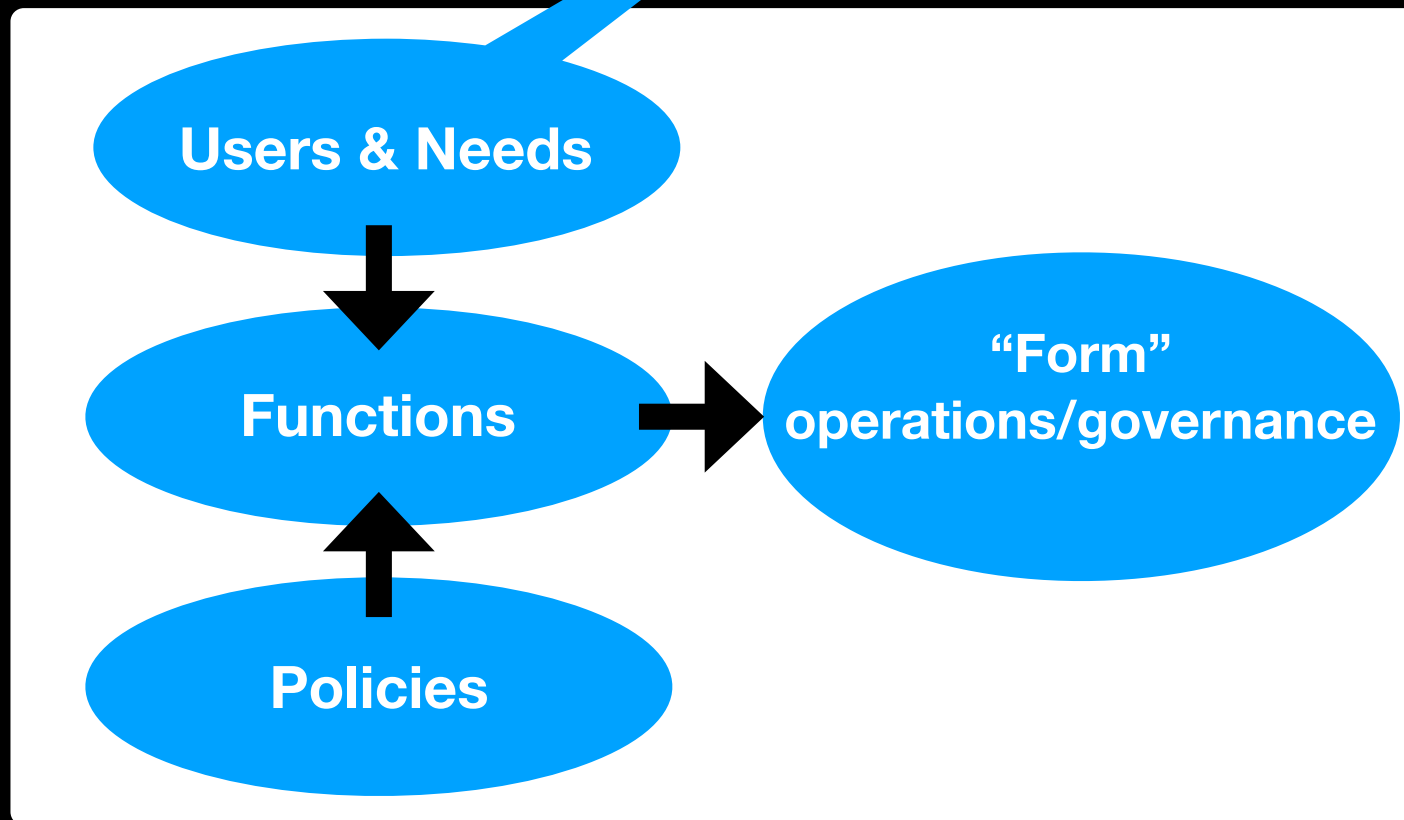 Users & Needs
Functions
“Form”
operations/governance
Policies